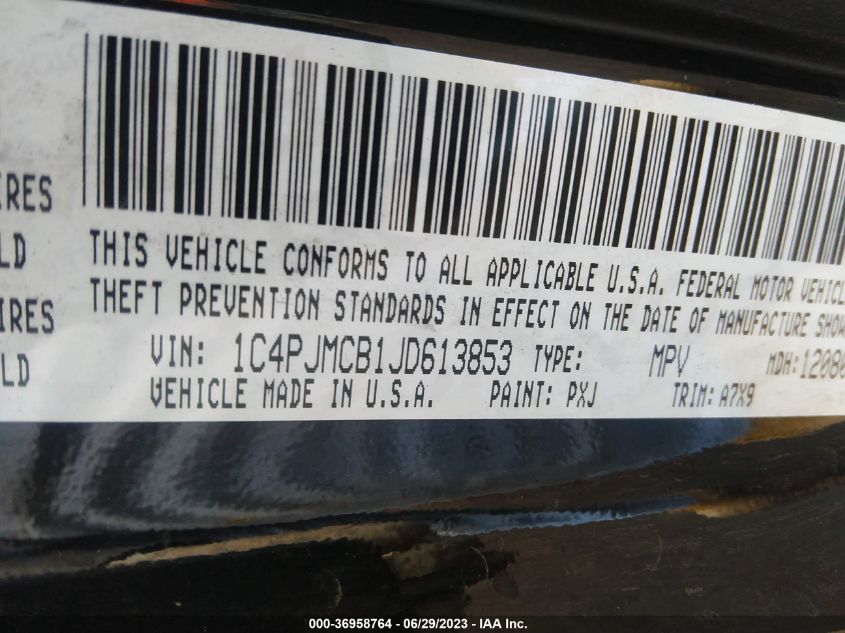 IRES
LD
THIS VEHICLE CONFORMS TO ALL APPLICABLE U.S.A. FEDERAL MOTOR VEHICL
THEFT PREVENTION STANDARDS IN EFFECT ON THE DATE OF MANUFACTURE SHOW
IRES
LD
VIN: 1C4PJMCB1JD613853 TYPE: MPV MDH:12080
VEHICLE MADE IN U.S.A. PAINT: PXJ TRIM: A7X9
000-36958764 / 06/29/2023 - IAA Inc.